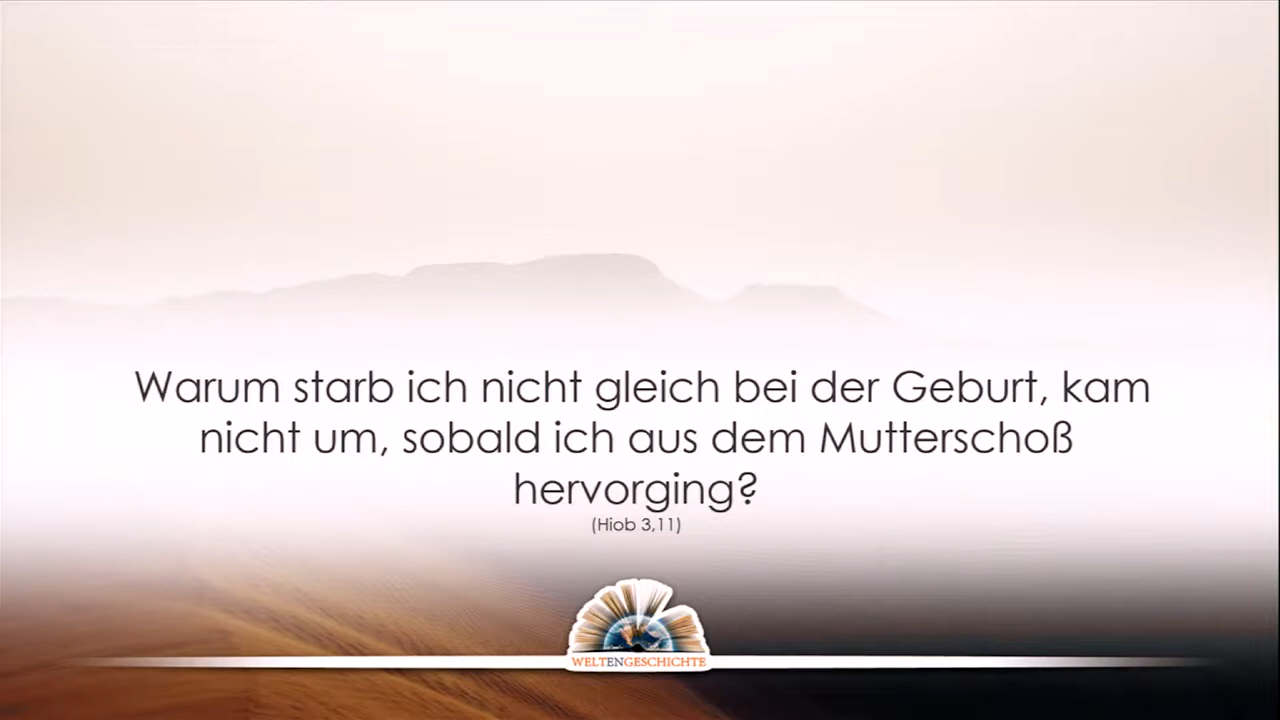 Warum starb ich nicht gleich bei der Geburt, kam
nicht um, sobald ich aus dem Mutterschoß
hervorging?
(Hiob 3,11)
WELTENGESCHICHTE